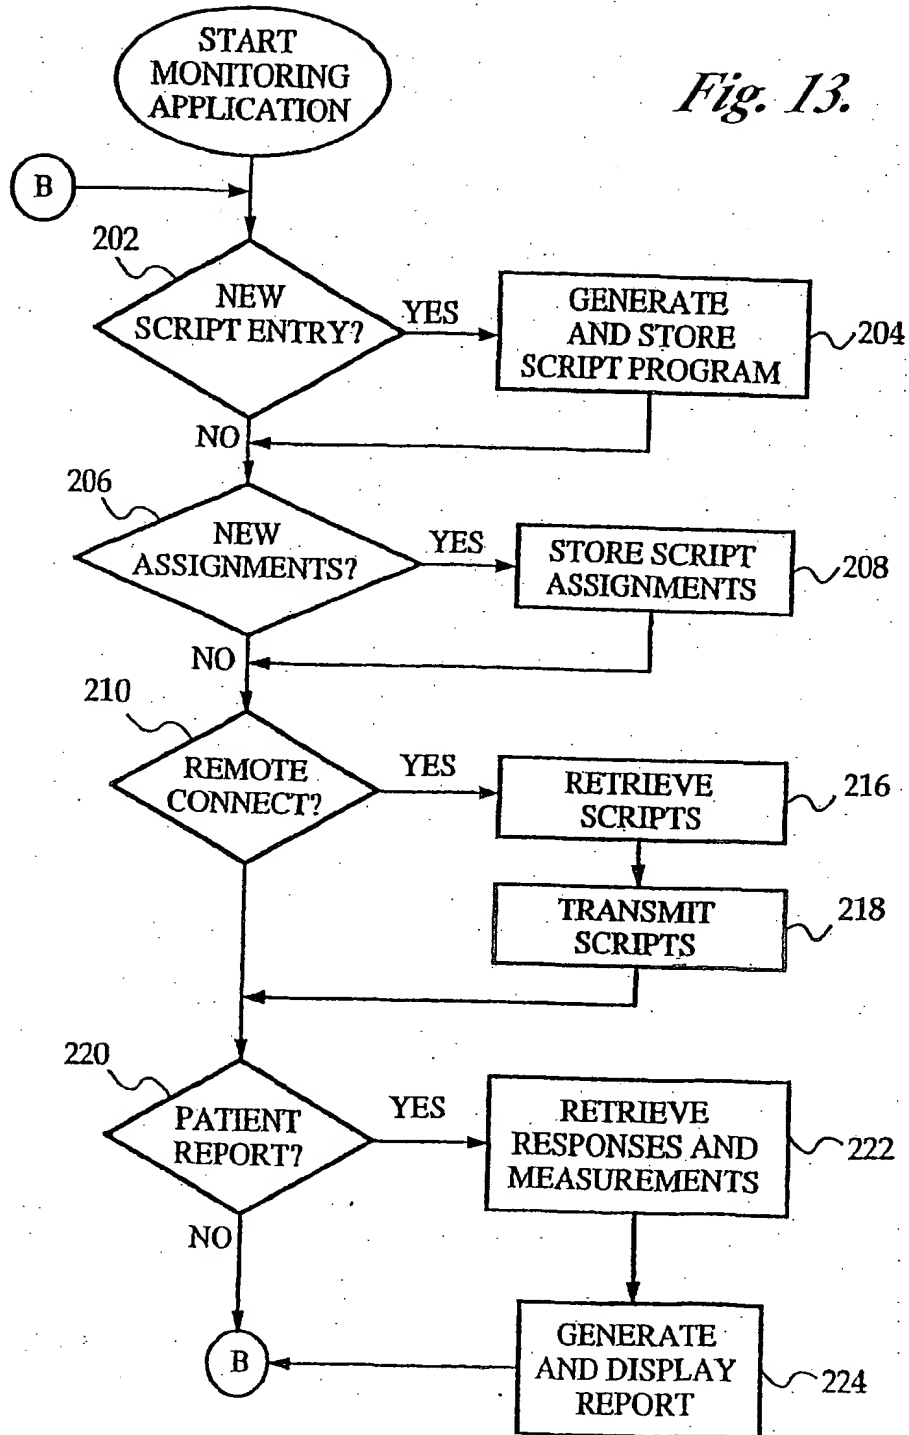 START
MONITORING
APPLICATION
Fig. 13.
B
202
NEW
SCRIPT ENTRY?
YES
GENERATE
AND STORE
SCRIPT PROGRAM
204
NO
206
NEW
ASSIGNMENTS?
YES
STORE SCRIPT
ASSIGNMENTS
208
NO
210
REMOTE
CONNECT?
YES
RETRIEVE
SCRIPTS
216
TRANSMIT
SCRIPTS
218
220
PATIENT
REPORT?
YES
RETRIEVE
RESPONSES AND
MEASUREMENTS
222
NO
B
GENERATE
AND DISPLAY
REPORT
224